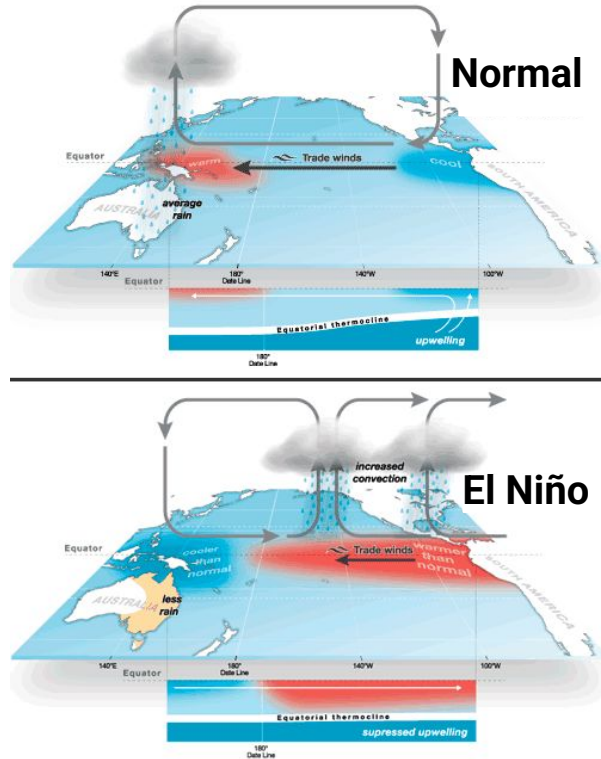 Normal
Equator
warm
Trade winds
cool
AUSTRALIA
average
rain
SOUTH AMERICA
140°E
Equator
180°
Date Line
140°W
100°W
Equatorial thermocline
upwelling
180°
Date Line
increased
convection
El Niño
Equator
cooler
than
normal
Trade winds
warmer
than
normal
AUSTRALIA
less
rain
SOUTH AMERICA
140°E
Equator
180°
Date Line
140°W
100°W
Equatorial thermocline
supressed upwelling
180°
Date Line